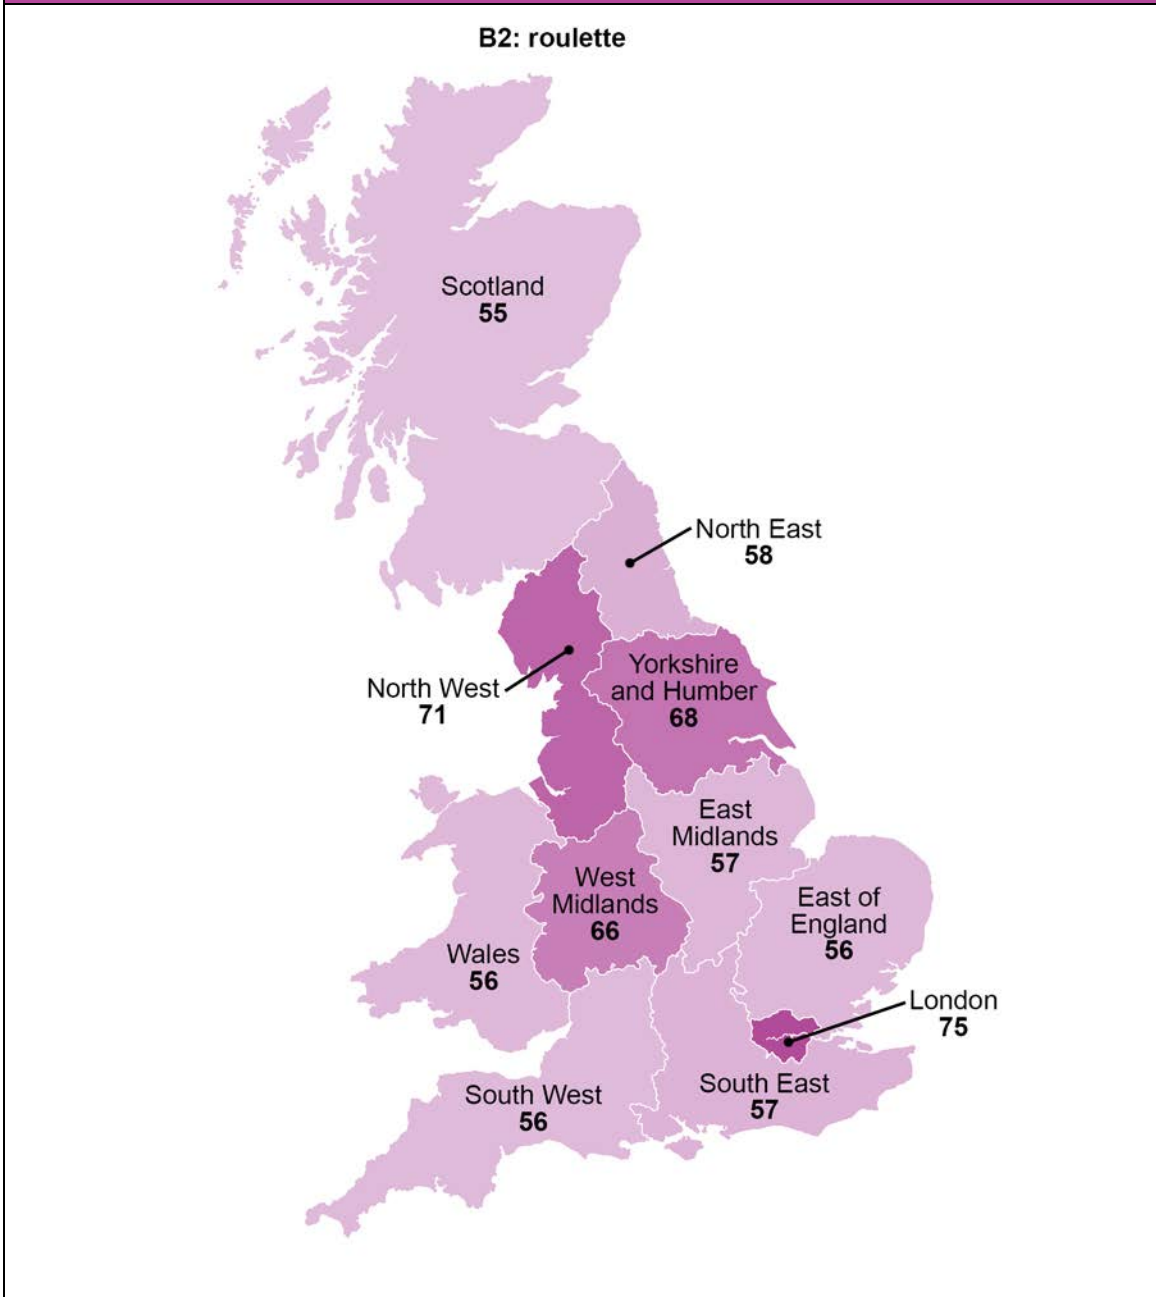 B2: roulette
Scotland
55
North East
58
North West
71
Yorkshire
and Humber
68
East
Midlands
57
West
Midlands
66
East of
England
56
Wales
56
London
75
South East
57
South West
56